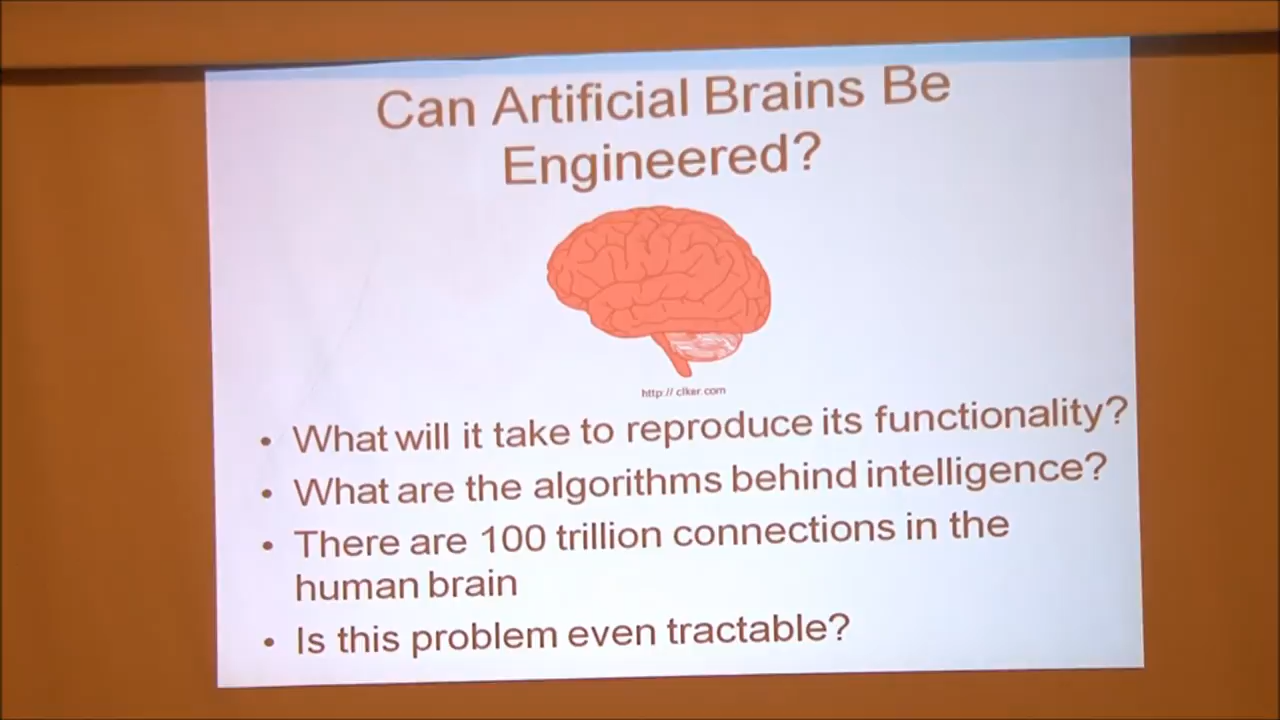 Can Artificial Brains Be
Engineered?
http:// clker.com
• What will it take to reproduce its functionality?
• What are the algorithms behind intelligence?
• There are 100 trillion connections in the
human brain
• Is this problem even tractable?